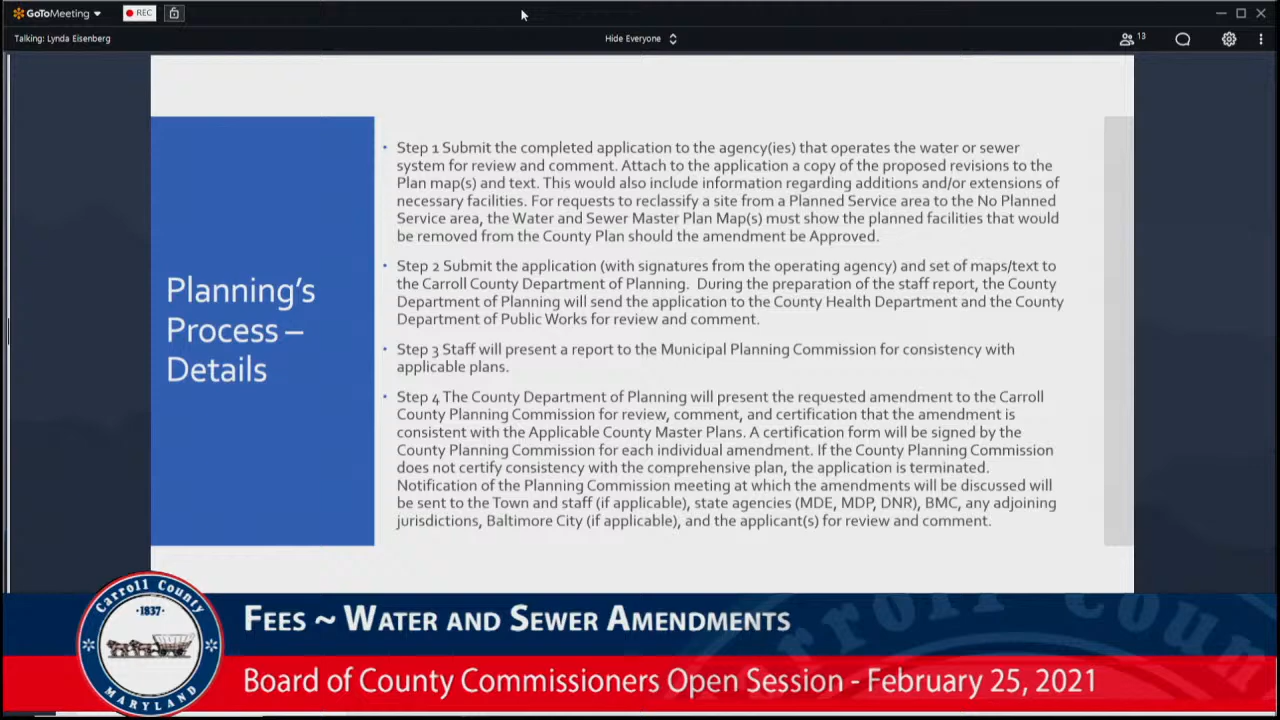 GoToMeeting
REC
Talking: Lynda Eisenberg
Hide Everyone
13
Planning's
Process –
Details
• Step 1 Submit the completed application to the agency(ies) that operates the water or sewer
system for review and comment. Attach to the application a copy of the proposed revisions to the
Plan map(s) and text. This would also include information regarding additions and/or extensions of
necessary facilities. For requests to reclassify a site from a Planned Service area to the No Planned
Service area, the Water and Sewer Master Plan Map(s) must show the planned facilities that would
be removed from the County Plan should the amendment be Approved.
• Step 2 Submit the application (with signatures from the operating agency) and set of maps/text to
the Carroll County Department of Planning. During the preparation of the staff report, the County
Department of Planning will send the application to the County Health Department and the County
Department of Public Works for review and comment.
• Step 3 Staff will present a report to the Municipal Planning Commission for consistency with
applicable plans.
• Step 4 The County Department of Planning will present the requested amendment to the Carroll
County Planning Commission for review, comment, and certification that the amendment is
consistent with the Applicable County Master Plans. A certification form will be signed by the
County Planning Commission for each individual amendment. If the County Planning Commission
does not certify consistency with the comprehensive plan, the application is terminated.
Notification of the Planning Commission meeting at which the amendments will be discussed will
be sent to the Town and staff (if applicable), state agencies (MDE, MDP, DNR), BMC, any adjoining
jurisdictions, Baltimore City (if applicable), and the applicant(s) for review and comment.
Carroll County
1837
MARYLAND
Fees ~ Water and Sewer Amendments
Board of County Commissioners Open Session - February 25, 2021